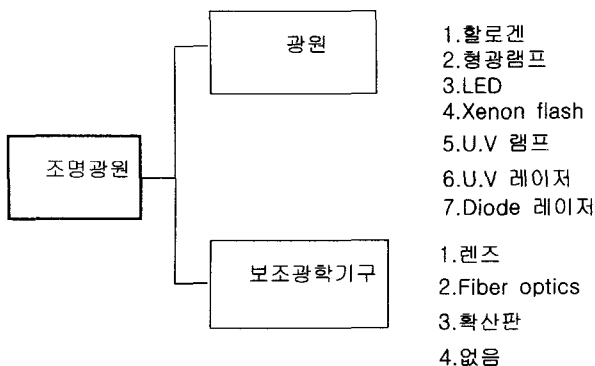 조명광원
광원
1.할로겐
2.형광램프
3.LED
4.Xenon flash
5.U.V 램프
6.U.V 레이저
7.Diode 레이저
보조광학기구
1.렌즈
2.Fiber optics
3.확산판
4.없음